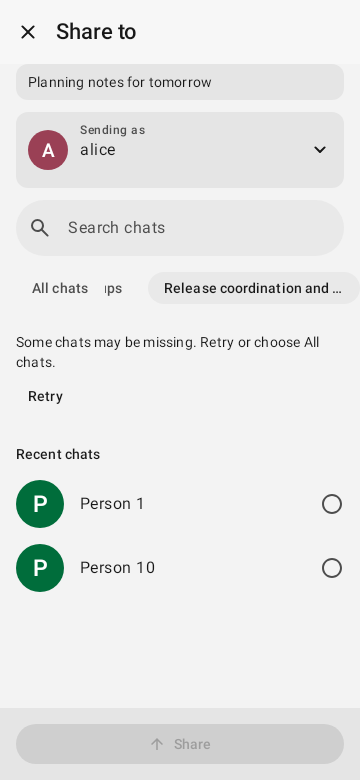 Share to
Planning notes for tomorrow
Sending as
A
alice
Search chats
All chats
ups
Release coordination and …
Some chats may be missing. Retry or choose All
chats.
Retry
Recent chats
P
Person 1
P
Person 10
Share